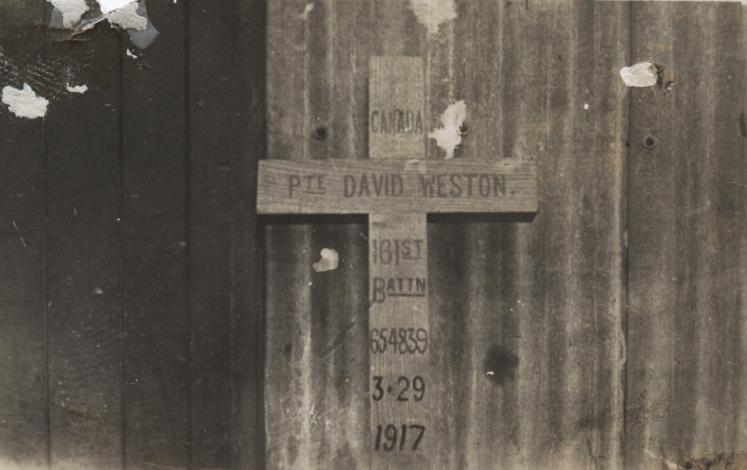 CANADA
PTE DAVID WESTON.
161ST
BATTN
654839
3·29
1917